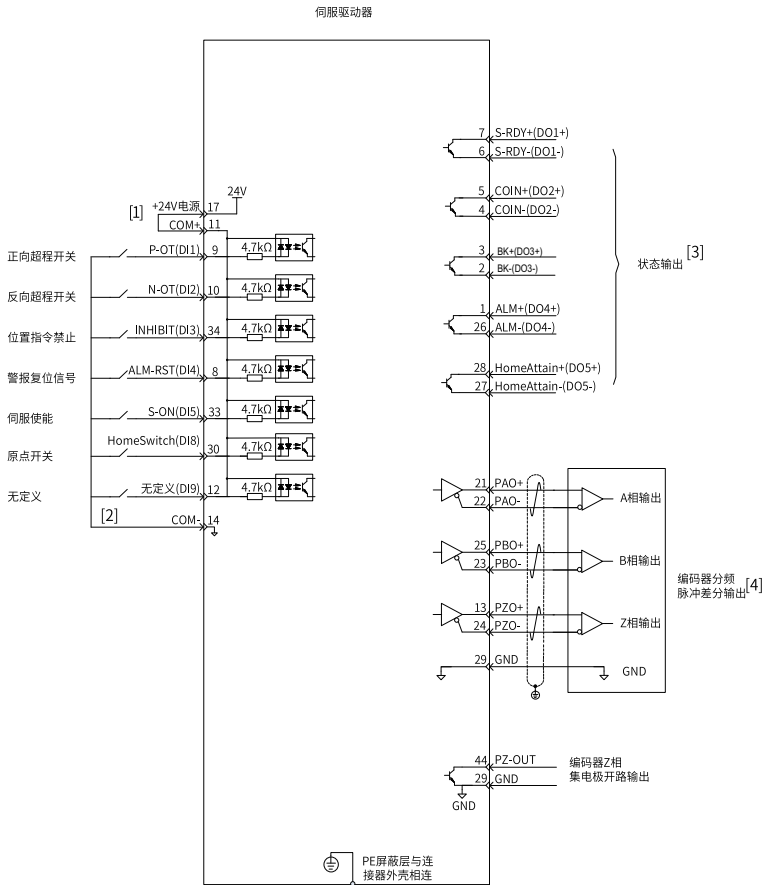 伺服驱动器
7 S-RDY+(DO1+)
6 S-RDY-(DO1-)
5 COIN+(DO2+)
4 COIN-(DO2-)
3 BK+(DO3+)
2 BK-(DO3-)
1 ALM+(DO4+)
26 ALM-(DO4-)
28 HomeAttain+(DO5+)
27 HomeAttain-(DO5-)
状态输出 [3]
24V
[1] +24V电源 17
COM+ 11
正向超程开关 P-OT(DI1) 9 4.7kΩ
反向超程开关 N-OT(DI2) 10 4.7kΩ
位置指令禁止 INHIBIT(DI3) 34 4.7kΩ
警报复位信号 ALM-RST(DI4) 8 4.7kΩ
伺服使能 S-ON(DI5) 33 4.7kΩ
原点开关 HomeSwitch(DI8) 30 4.7kΩ
无定义 无定义(DI9) 12 4.7kΩ
[2] COM- 14
21 PAO+
22 PAO-
A相输出
25 PBO+
23 PBO-
B相输出
13 PZO+
24 PZO-
Z相输出
29 GND
GND
编码器分频
脉冲差分输出 [4]
44 PZ-OUT
29 GND
GND
编码器Z相
集电极开路输出
PE屏蔽层与连
接器外壳相连